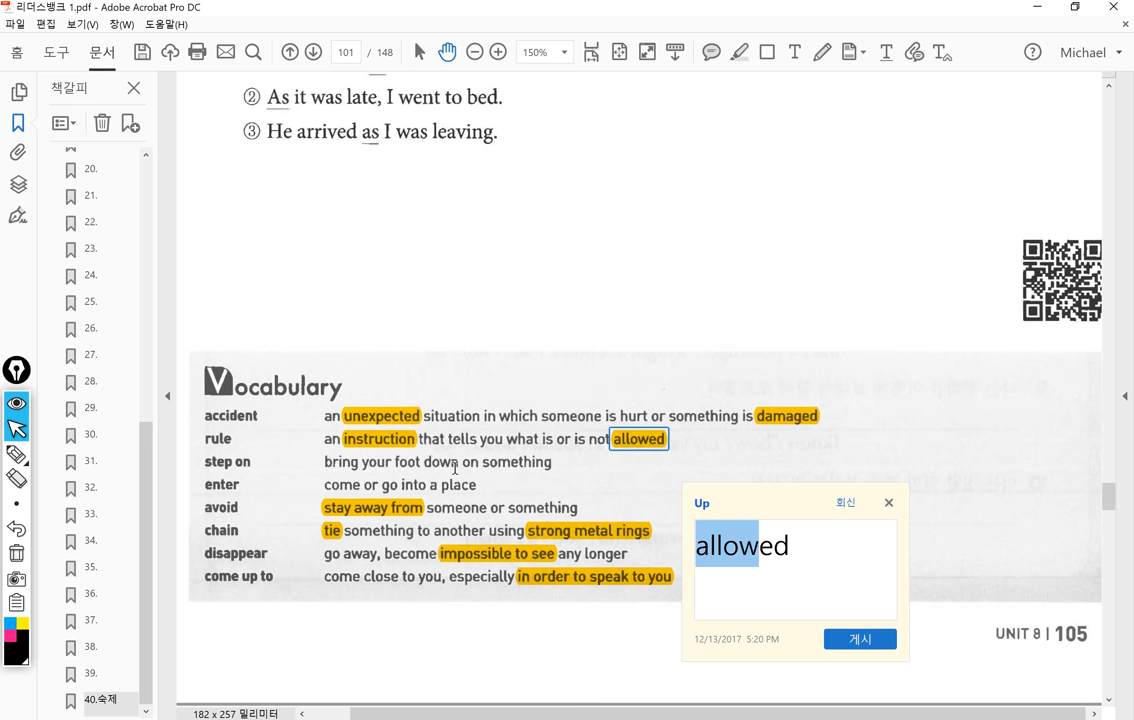 리더스뱅크 1.pdf - Adobe Acrobat Pro DC
파일 편집 보기(V) 창(W) 도움말(H)
홈 도구 문서 101 / 148 150% Michael
책갈피
20.
21.
22.
23.
24.
25.
26.
27.
28.
29.
30.
31.
32.
33.
34.
35.
36.
37.
38.
39.
40.숙제
② As it was late, I went to bed.
③ He arrived as I was leaving.
Vocabulary
accident an unexpected situation in which someone is hurt or something is damaged
rule an instruction that tells you what is or is not allowed
step on bring your foot down on something
enter come or go into a place
avoid stay away from someone or something
chain tie something to another using strong metal rings
disappear go away, become impossible to see any longer
come up to come close to you, especially in order to speak to you
Up 회신
allowed
12/13/2017 5:20 PM 게시
UNIT 8 | 105
182 x 257 밀리미터